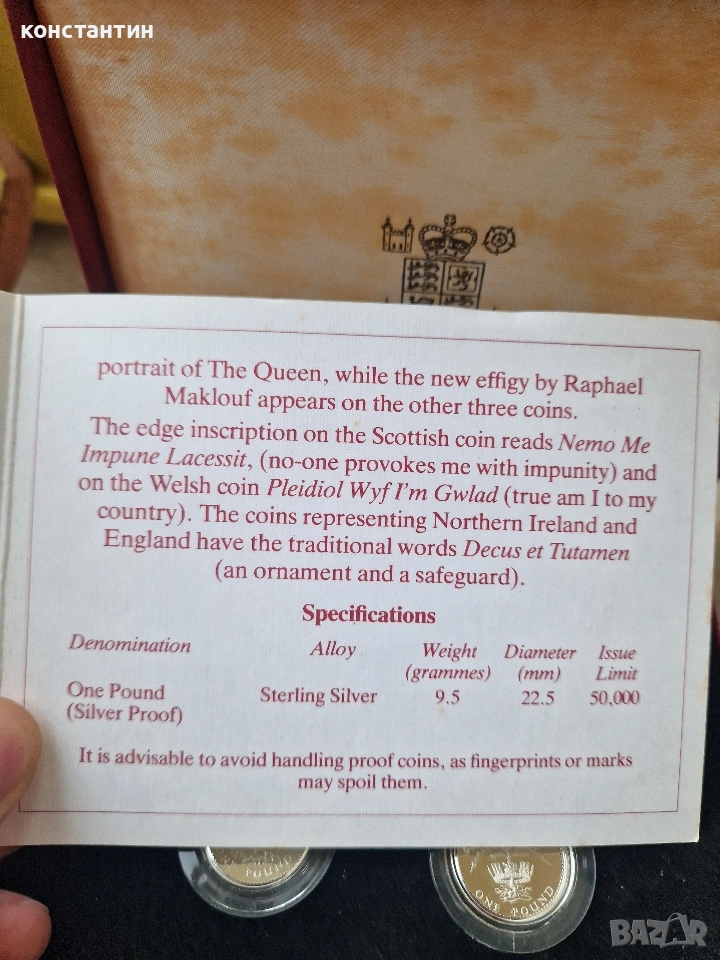 константин
portrait of The Queen, while the new effigy by Raphael
Maklouf appears on the other three coins.
The edge inscription on the Scottish coin reads Nemo Me
Impune Lacessit, (no-one provokes me with impunity) and
on the Welsh coin Pleidiol Wyf I'm Gwlad (true am I to my
country). The coins representing Northern Ireland and
England have the traditional words Decus et Tutamen
(an ornament and a safeguard).
Specifications
Denomination Alloy Weight (grammes) Diameter (mm) Issue Limit
One Pound (Silver Proof) Sterling Silver 9.5 22.5 50,000
It is advisable to avoid handling proof coins, as fingerprints or marks
may spoil them.
POUND
ONE POUND
BAZAR